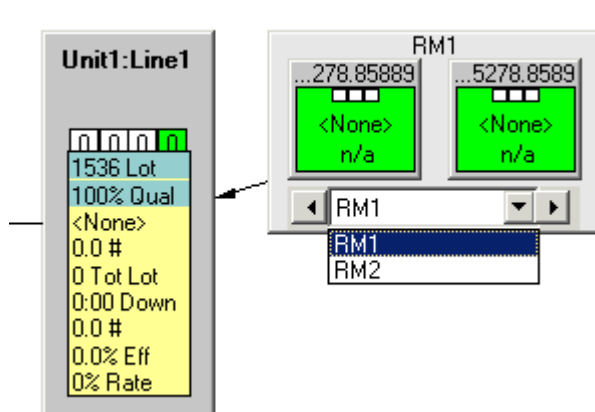 Unit1:Line1
0 0 0 0
1536 Lot
100% Qual
<None>
0.0 #
0 Tot Lot
0:00 Down
0.0 #
0.0% Eff
0% Rate
RM1
...278.85889
...5278.8589
<None>
<None>
n/a
n/a
RM1
RM1
RM2